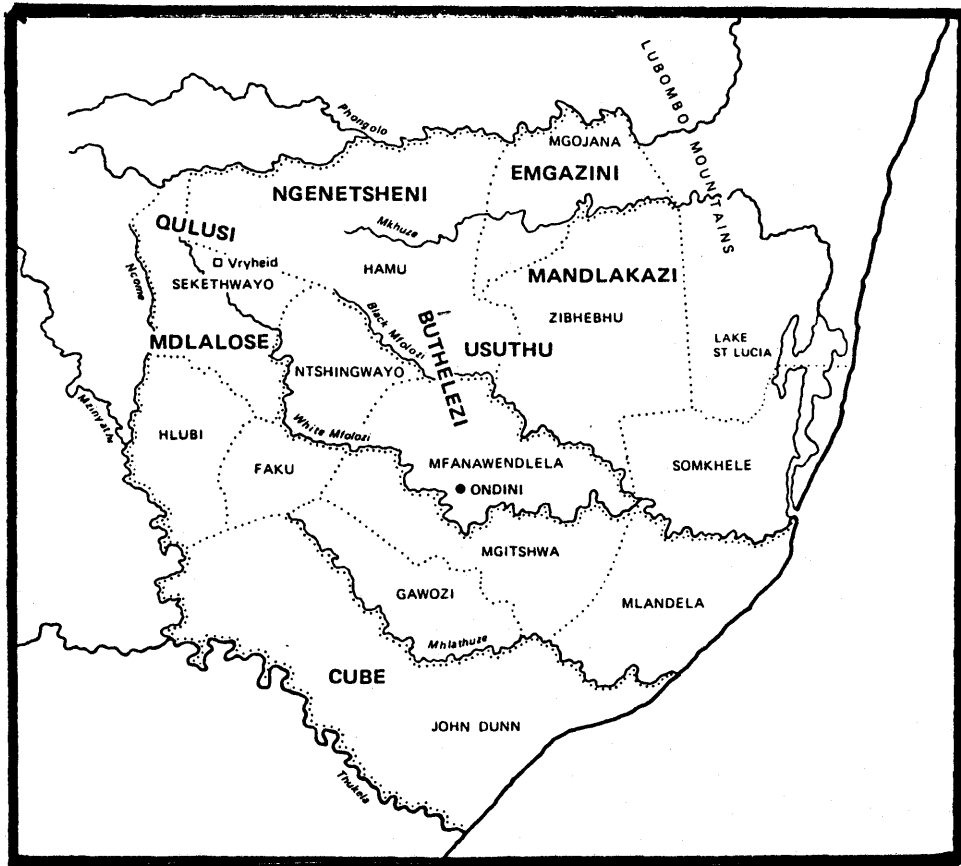 LUBOMBO MOUNTAINS
Phongolo
MGOJANA
EMGAZINI
NGENETSHENI
QULUSI
Mkhuze
Vryheid
HAMU
MANDLAKAZI
SEKETHWAYO
Ncome
Black Mfolozi
ZIBHEBHU
BUTHELEZI
MDLALOSE
USUTHU
LAKE
ST LUCIA
NTSHINGWAYO
Mzinyathi
White Mfolozi
HLUBI
FAKU
MFANAWENDLELA
SOMKHELE
ONDINI
MGITSHWA
GAWOZI
MLANDELA
Mhlathuze
CUBE
JOHN DUNN
Thukela